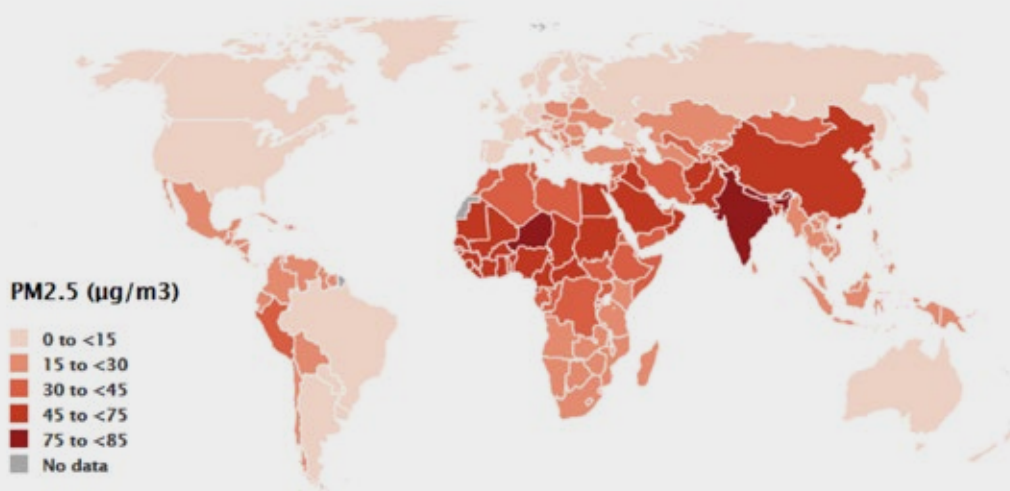 PM2.5 (µg/m3)
0 to <15
15 to <30
30 to <45
45 to <75
75 to <85
No data